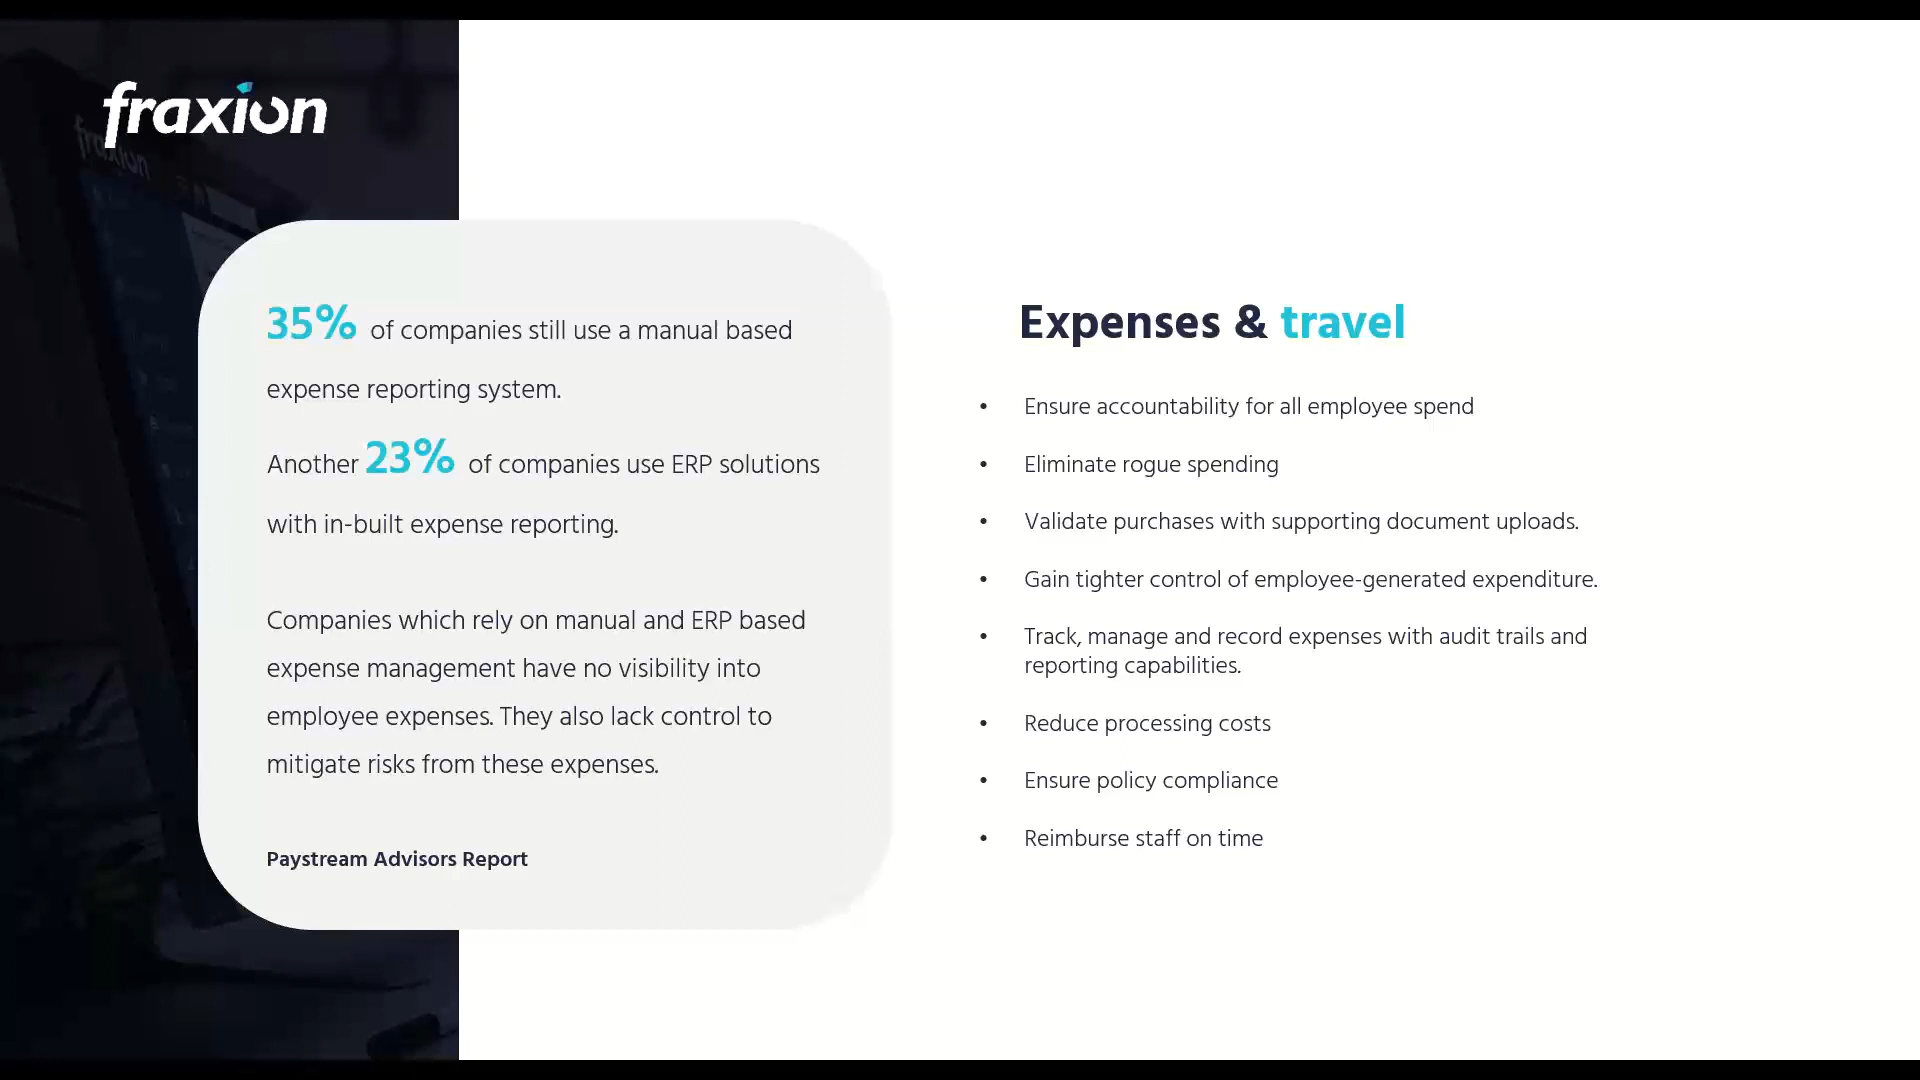 fraxion
fraxion
35% of companies still use a manual based
expense reporting system.
Another 23% of companies use ERP solutions
with in-built expense reporting.
Companies which rely on manual and ERP based
expense management have no visibility into
employee expenses. They also lack control to
mitigate risks from these expenses.
Paystream Advisors Report
Expenses & travel
• Ensure accountability for all employee spend
• Eliminate rogue spending
• Validate purchases with supporting document uploads.
• Gain tighter control of employee-generated expenditure.
• Track, manage and record expenses with audit trails and
reporting capabilities.
• Reduce processing costs
• Ensure policy compliance
• Reimburse staff on time